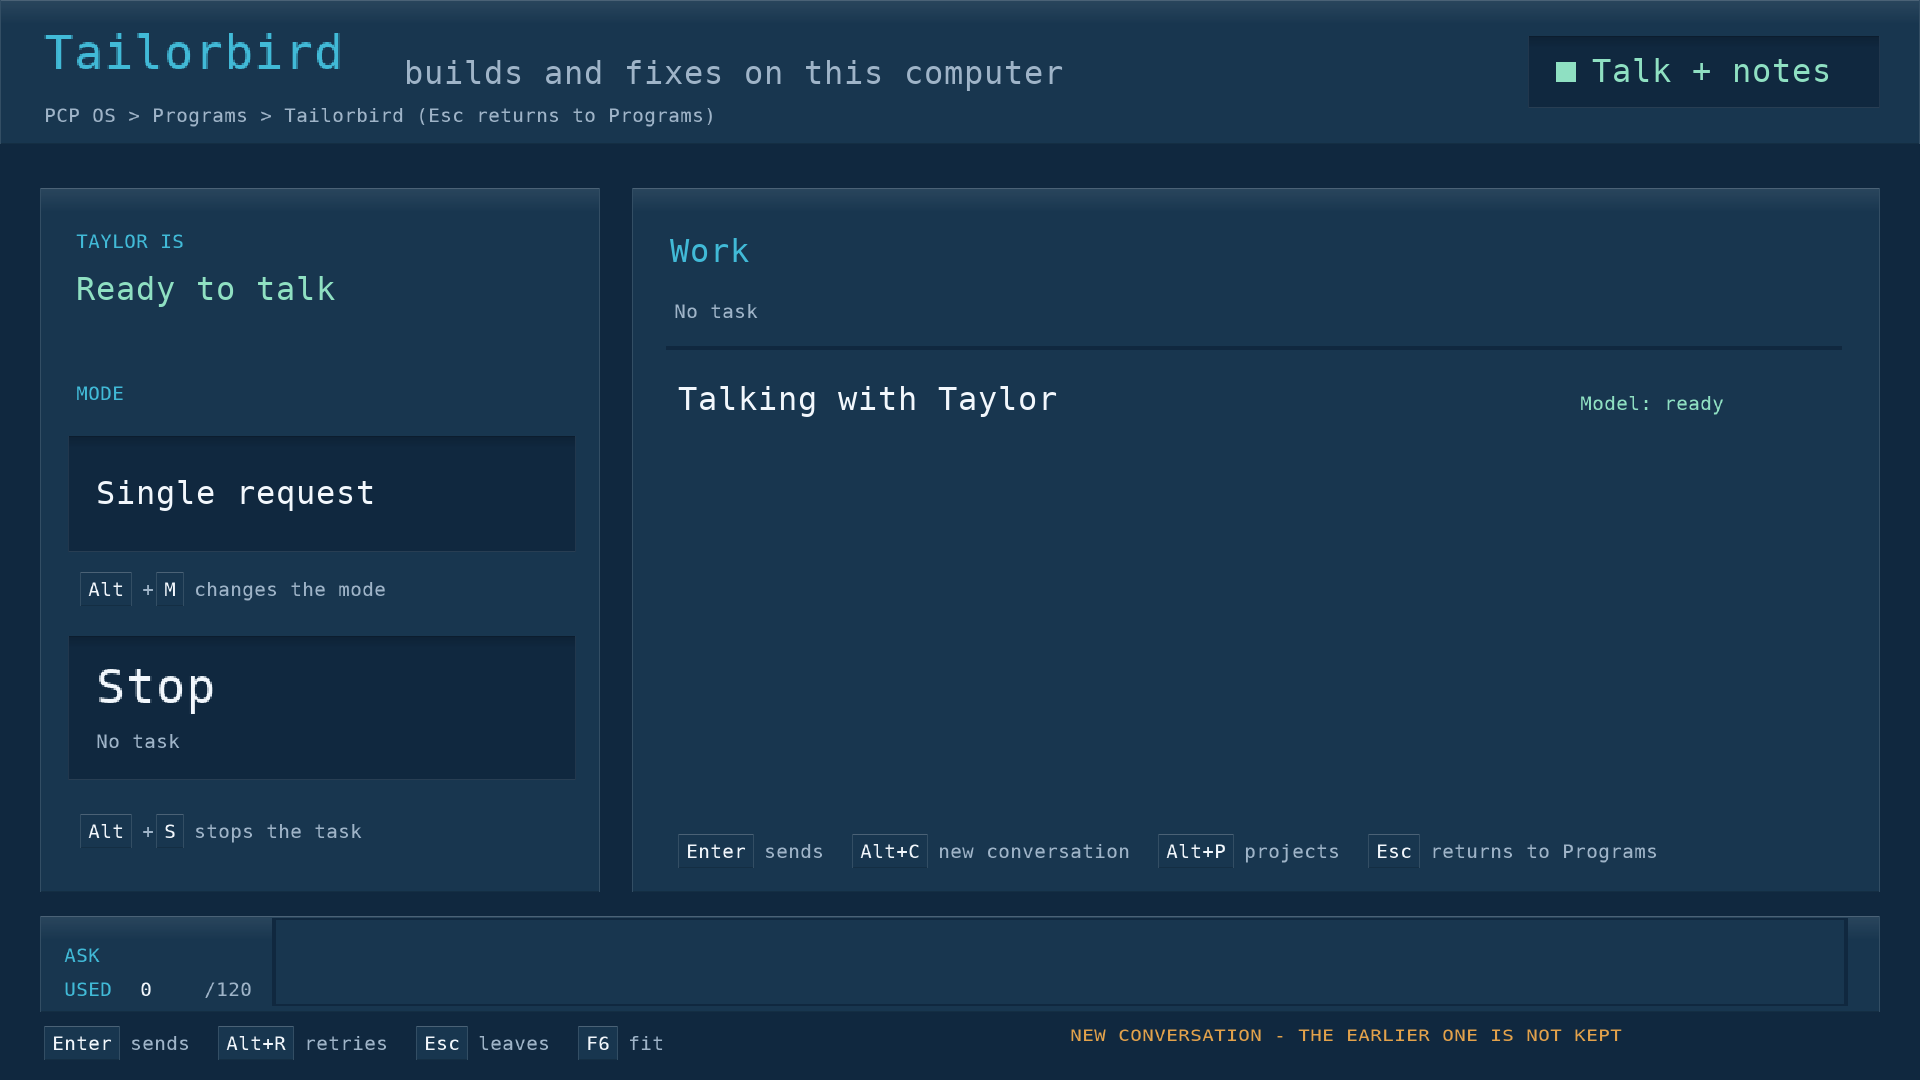 Tailorbird
builds and fixes on this computer
Talk + notes
PCP OS > Programs > Tailorbird (Esc returns to Programs)
TAYLOR IS
Ready to talk
MODE
Single request
Alt + M changes the mode
Stop
No task
Alt + S stops the task
Work
No task
Talking with Taylor
Model: ready
Enter sends Alt+C new conversation Alt+P projects Esc returns to Programs
ASK
USED 0 /120
Enter sends Alt+R retries Esc leaves F6 fit
NEW CONVERSATION - THE EARLIER ONE IS NOT KEPT